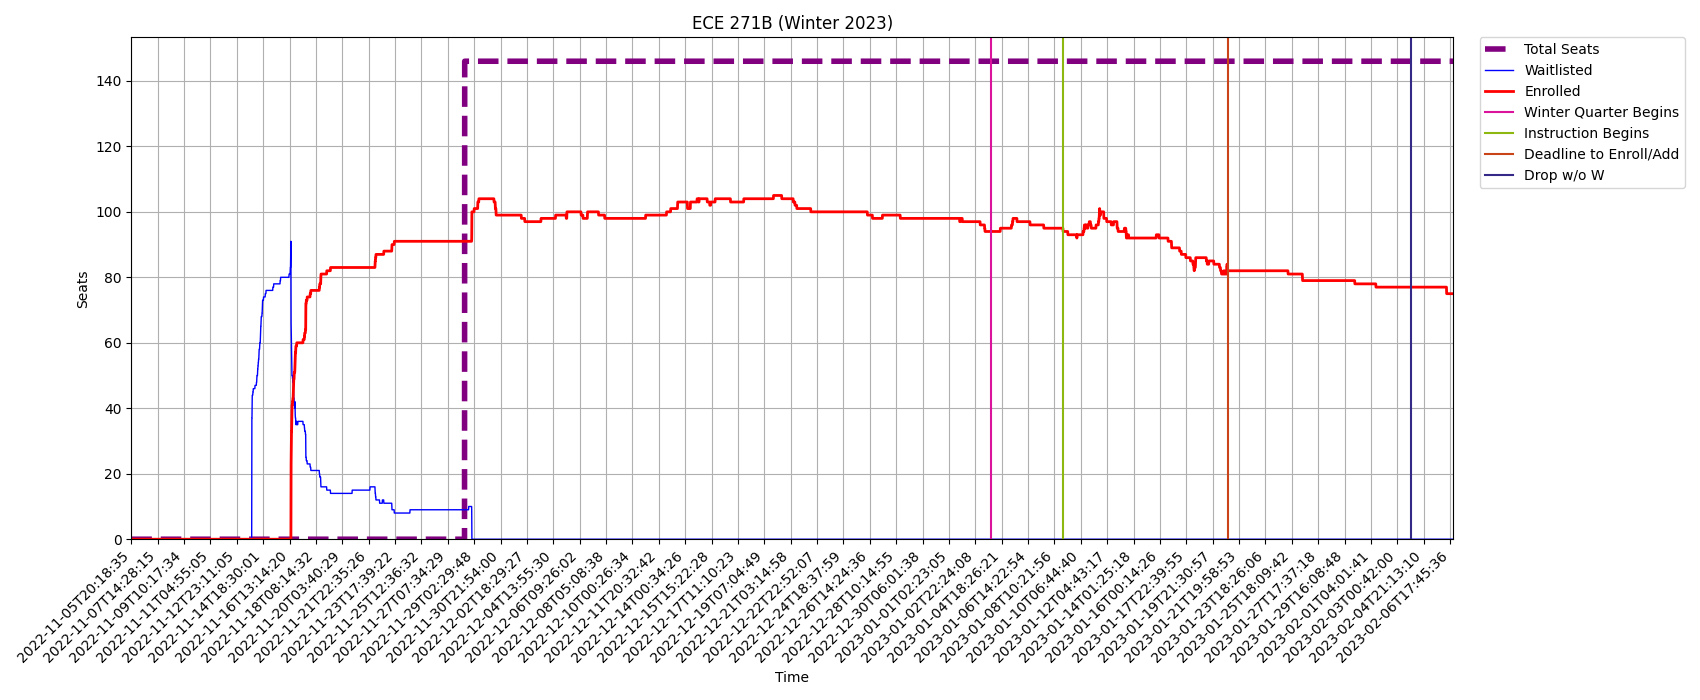 ECE 271B (Winter 2023)
Seats
140
120
100
80
60
40
20
0
2022-11-05T20:18:35
2022-11-07T14:28:15
2022-11-09T10:17:34
2022-11-11T04:55:05
2022-11-12T23:11:05
2022-11-14T18:30:01
2022-11-16T13:14:20
2022-11-18T08:14:32
2022-11-20T03:40:29
2022-11-21T22:35:26
2022-11-23T17:39:22
2022-11-25T12:36:32
2022-11-27T07:34:29
2022-11-29T02:29:48
2022-11-30T21:54:00
2022-12-02T18:29:27
2022-12-04T13:55:30
2022-12-06T09:26:02
2022-12-08T05:08:38
2022-12-10T00:26:34
2022-12-11T20:32:42
2022-12-14T00:34:26
2022-12-15T15:22:28
2022-12-17T11:10:23
2022-12-19T07:04:49
2022-12-21T03:14:58
2022-12-22T22:52:07
2022-12-24T18:37:59
2022-12-26T14:24:36
2022-12-28T10:14:55
2022-12-30T06:01:38
2023-01-01T02:23:05
2023-01-02T22:24:08
2023-01-04T18:26:21
2023-01-06T14:22:54
2023-01-08T10:21:56
2023-01-10T06:44:40
2023-01-12T04:43:17
2023-01-14T01:25:18
2023-01-16T00:14:26
2023-01-17T22:39:55
2023-01-19T21:30:57
2023-01-21T19:58:53
2023-01-23T18:26:06
2023-01-25T18:09:42
2023-01-27T17:37:18
2023-01-29T16:08:48
2023-02-01T04:01:41
2023-02-03T00:42:00
2023-02-04T21:13:10
2023-02-06T17:45:36
Time
Total Seats
Waitlisted
Enrolled
Winter Quarter Begins
Instruction Begins
Deadline to Enroll/Add
Drop w/o W